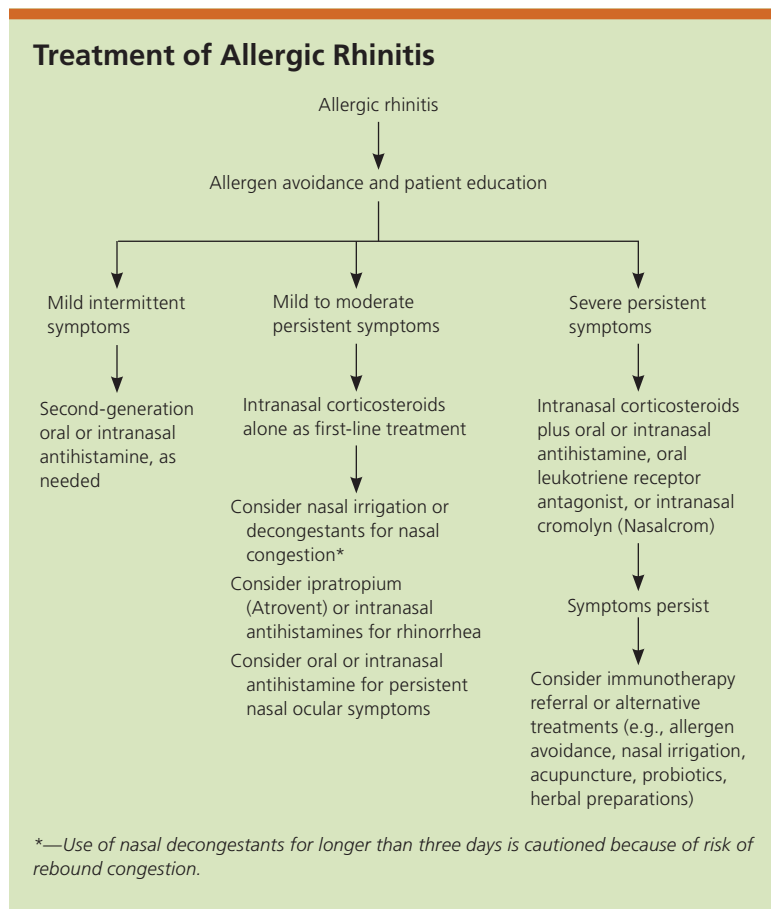 Treatment of Allergic Rhinitis
Allergic rhinitis
Allergen avoidance and patient education
Mild intermittent
symptoms
Second-generation
oral or intranasal
antihistamine, as
needed
Mild to moderate
persistent symptoms
Intranasal corticosteroids
alone as first-line treatment
Consider nasal irrigation or
decongestants for nasal
congestion*
Consider ipratropium
(Atrovent) or intranasal
antihistamines for rhinorrhea
Consider oral or intranasal
antihistamine for persistent
nasal ocular symptoms
Severe persistent
symptoms
Intranasal corticosteroids
plus oral or intranasal
antihistamine, oral
leukotriene receptor
antagonist, or intranasal
cromolyn (Nasalcrom)
Symptoms persist
Consider immunotherapy
referral or alternative
treatments (e.g., allergen
avoidance, nasal irrigation,
acupuncture, probiotics,
herbal preparations)
*—Use of nasal decongestants for longer than three days is cautioned because of risk of
rebound congestion.